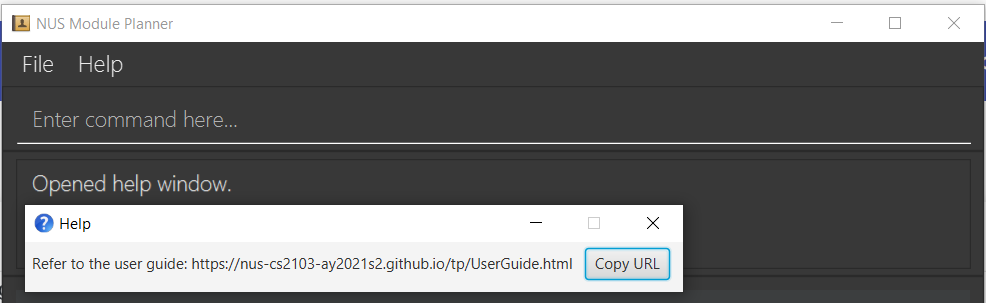 NUS Module Planner
File Help
Enter command here...
Opened help window.
Help
Refer to the user guide: https://nus-cs2103-ay2021s2.github.io/tp/UserGuide.html Copy URL